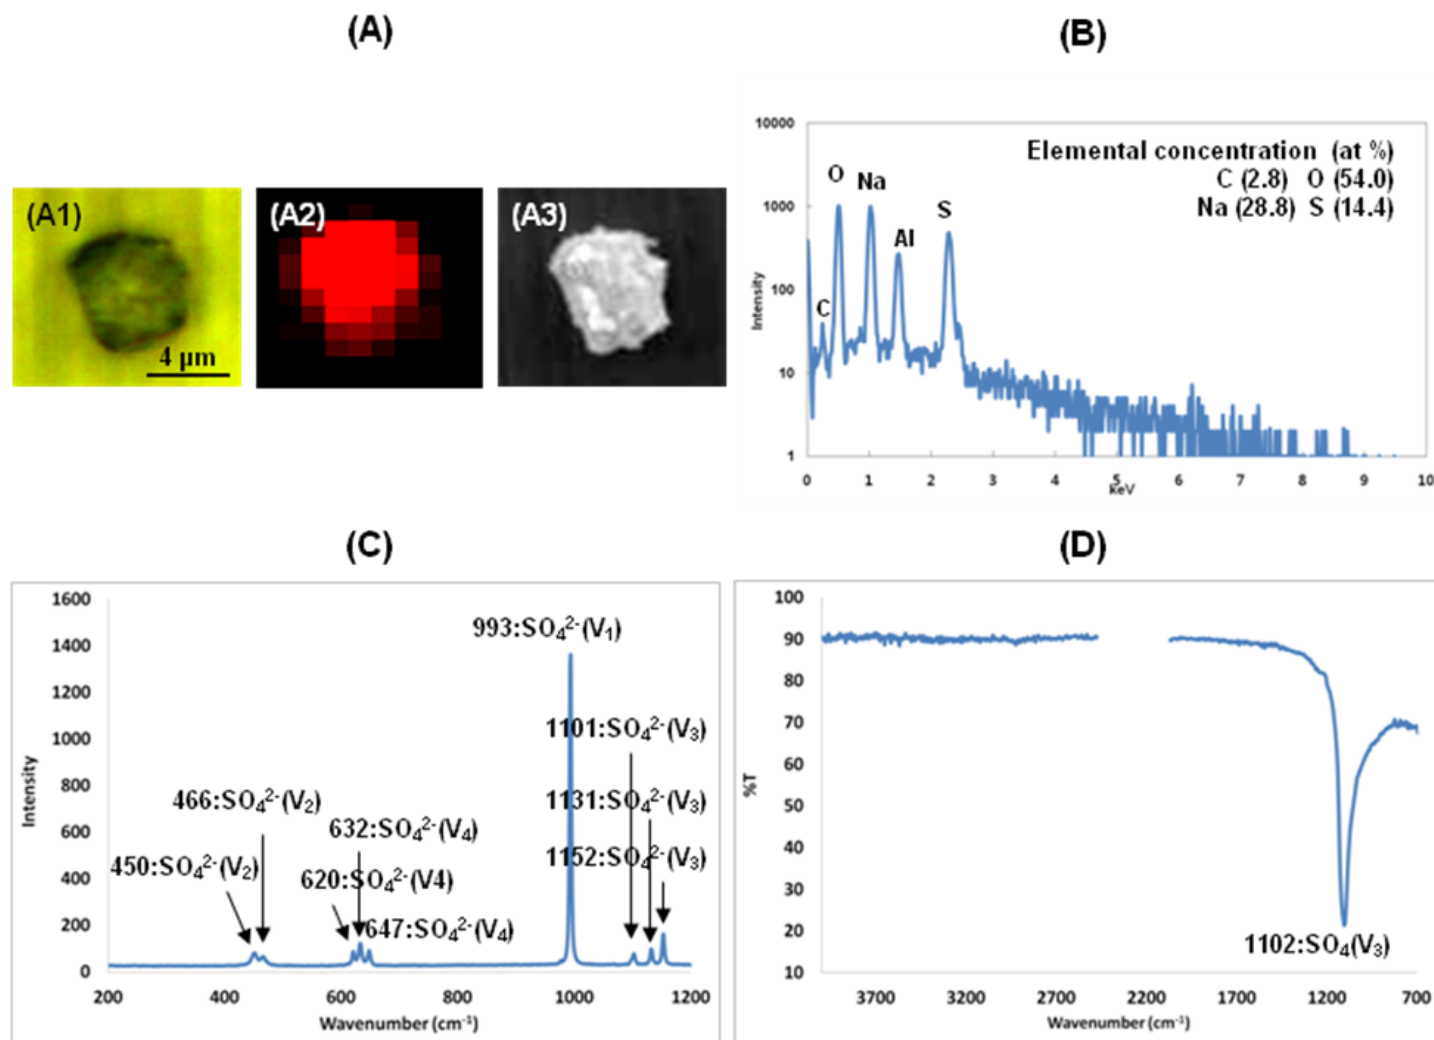 (A)
(B)
(A1)
(A2)
(A3)
4 µm
Elemental concentration (at %)
C (2.8) O (54.0)
Na (28.8) S (14.4)
O
Na
S
Al
C
10000
1000
100
10
1
Intensity
0 1 2 3 4 5 6 7 8 9 10
KeV
(C)
(D)
1600
1400
1200
1000
800
600
400
200
0
Intensity
993:SO₄²⁻(V₁)
1101:SO₄²⁻(V₃)
466:SO₄²⁻(V₂)
1131:SO₄²⁻(V₃)
632:SO₄²⁻(V₄)
1152:SO₄²⁻(V₃)
450:SO₄²⁻(V₂)
620:SO₄²⁻(V4)
647:SO₄²⁻(V₄)
200 400 600 800 1000 1200
Wavenumber (cm⁻¹)
100
90
80
70
60
50
40
30
20
10
%T
1102:SO₄(V₃)
3700 3200 2700 2200 1700 1200 700
Wavenumber (cm⁻¹)